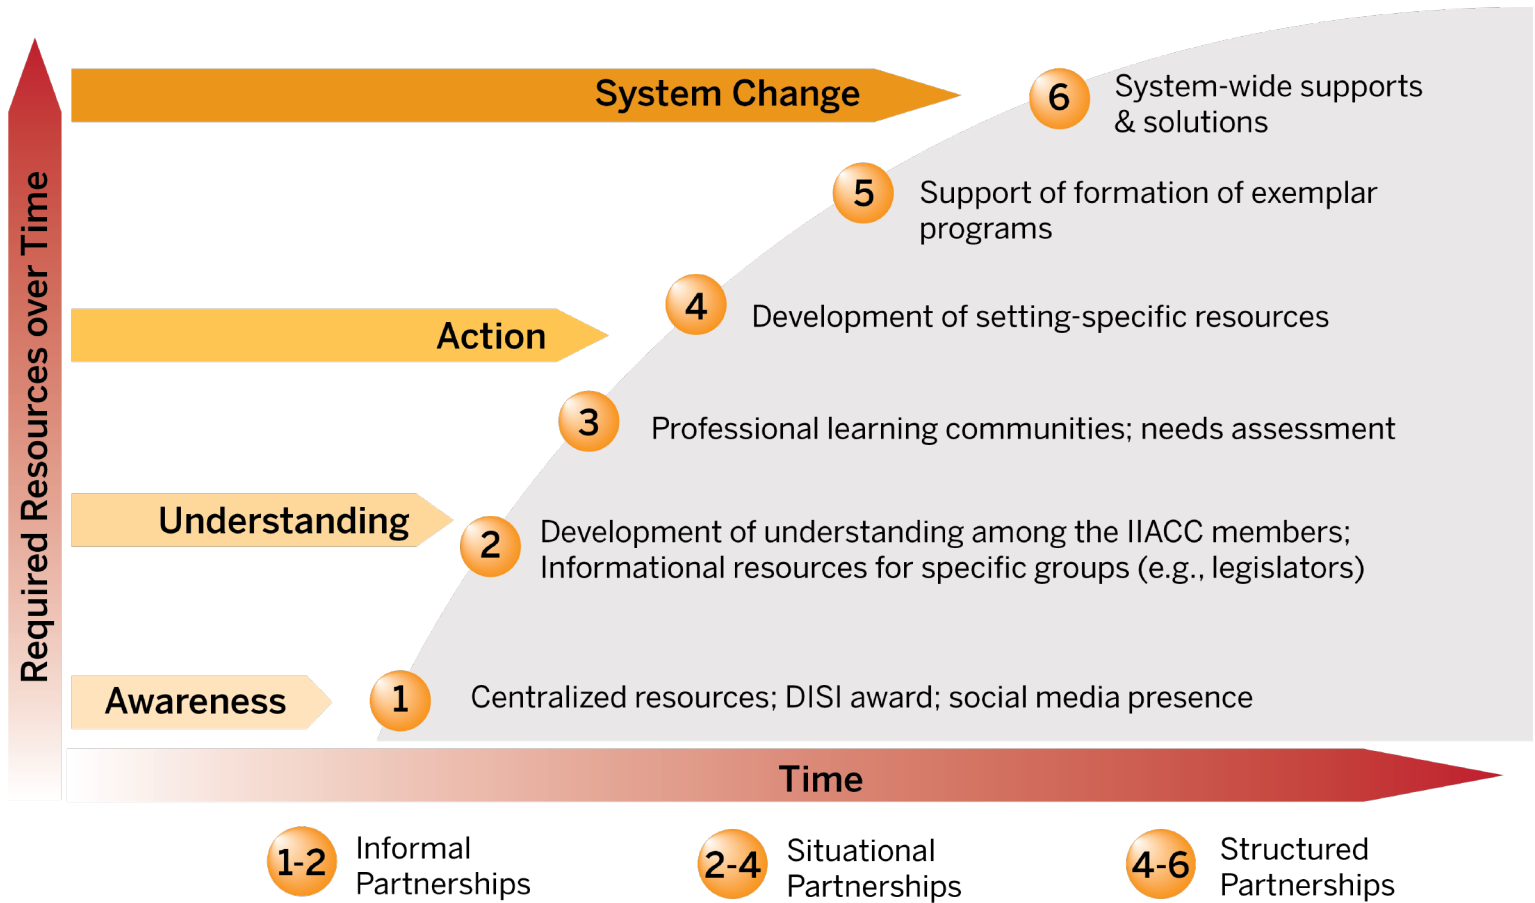 Required Resources over Time
System Change
6
System-wide supports
& solutions
5
Support of formation of exemplar
programs
Action
4
Development of setting-specific resources
3
Professional learning communities; needs assessment
Understanding
2
Development of understanding among the IIACC members;
Informational resources for specific groups (e.g., legislators)
Awareness
1
Centralized resources; DISI award; social media presence
Time
1-2
Informal
Partnerships
2-4
Situational
Partnerships
4-6
Structured
Partnerships